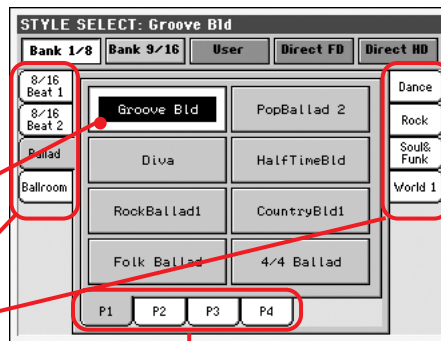 STYLE SELECT: Groove Bld
Bank 1/8 Bank 9/16 User Direct FD Direct HD
8/16 Beat 1
8/16 Beat 2
Ballad
Ballroom
Groove Bld PopBallad 2
Diva HalfTimeBld
RockBallad1 CountryBld1
Folk Ballad 4/4 Ballad
Dance
Rock
Soul& Funk
World 1
P1 P2 P3 P4